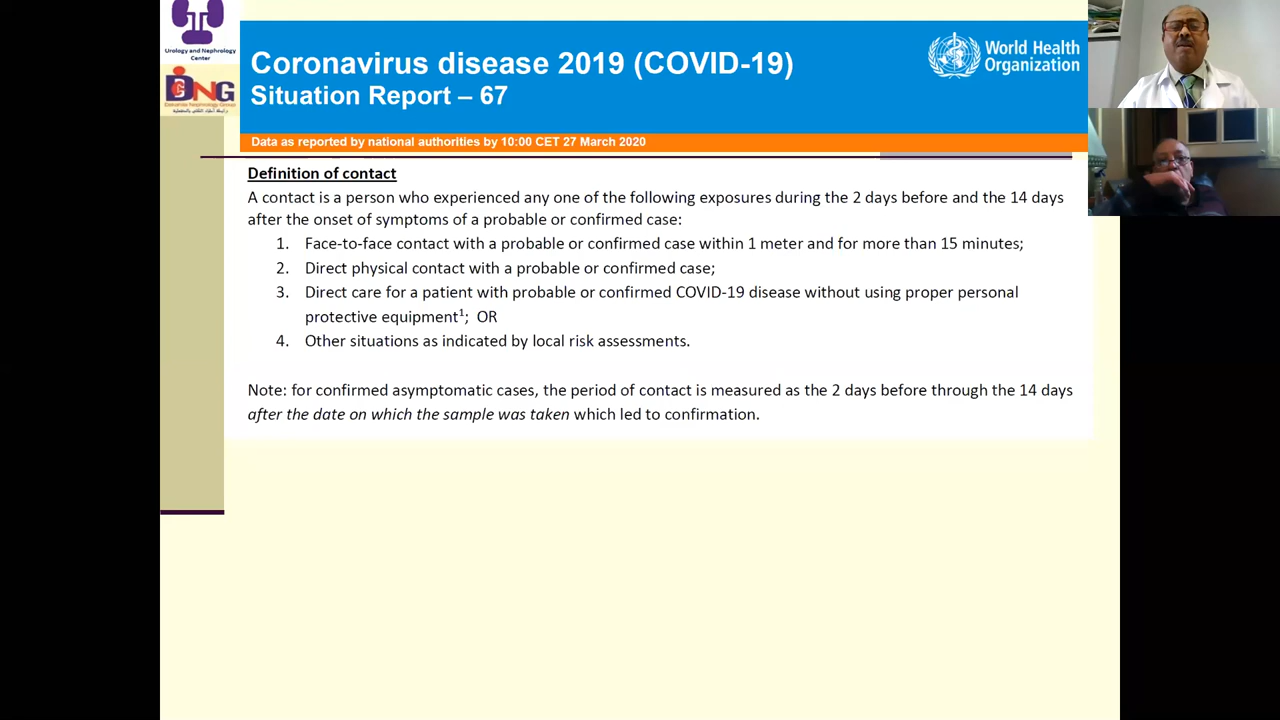 Urology and Nephrology
Center
DNG
Coronavirus disease 2019 (COVID-19)
Situation Report – 67
World Health
Organization
Data as reported by national authorities by 10:00 CET 27 March 2020
Definition of contact
A contact is a person who experienced any one of the following exposures during the 2 days before and the 14 days
after the onset of symptoms of a probable or confirmed case:
1. Face-to-face contact with a probable or confirmed case within 1 meter and for more than 15 minutes;
2. Direct physical contact with a probable or confirmed case;
3. Direct care for a patient with probable or confirmed COVID-19 disease without using proper personal
protective equipment¹; OR
4. Other situations as indicated by local risk assessments.
Note: for confirmed asymptomatic cases, the period of contact is measured as the 2 days before through the 14 days
after the date on which the sample was taken which led to confirmation.